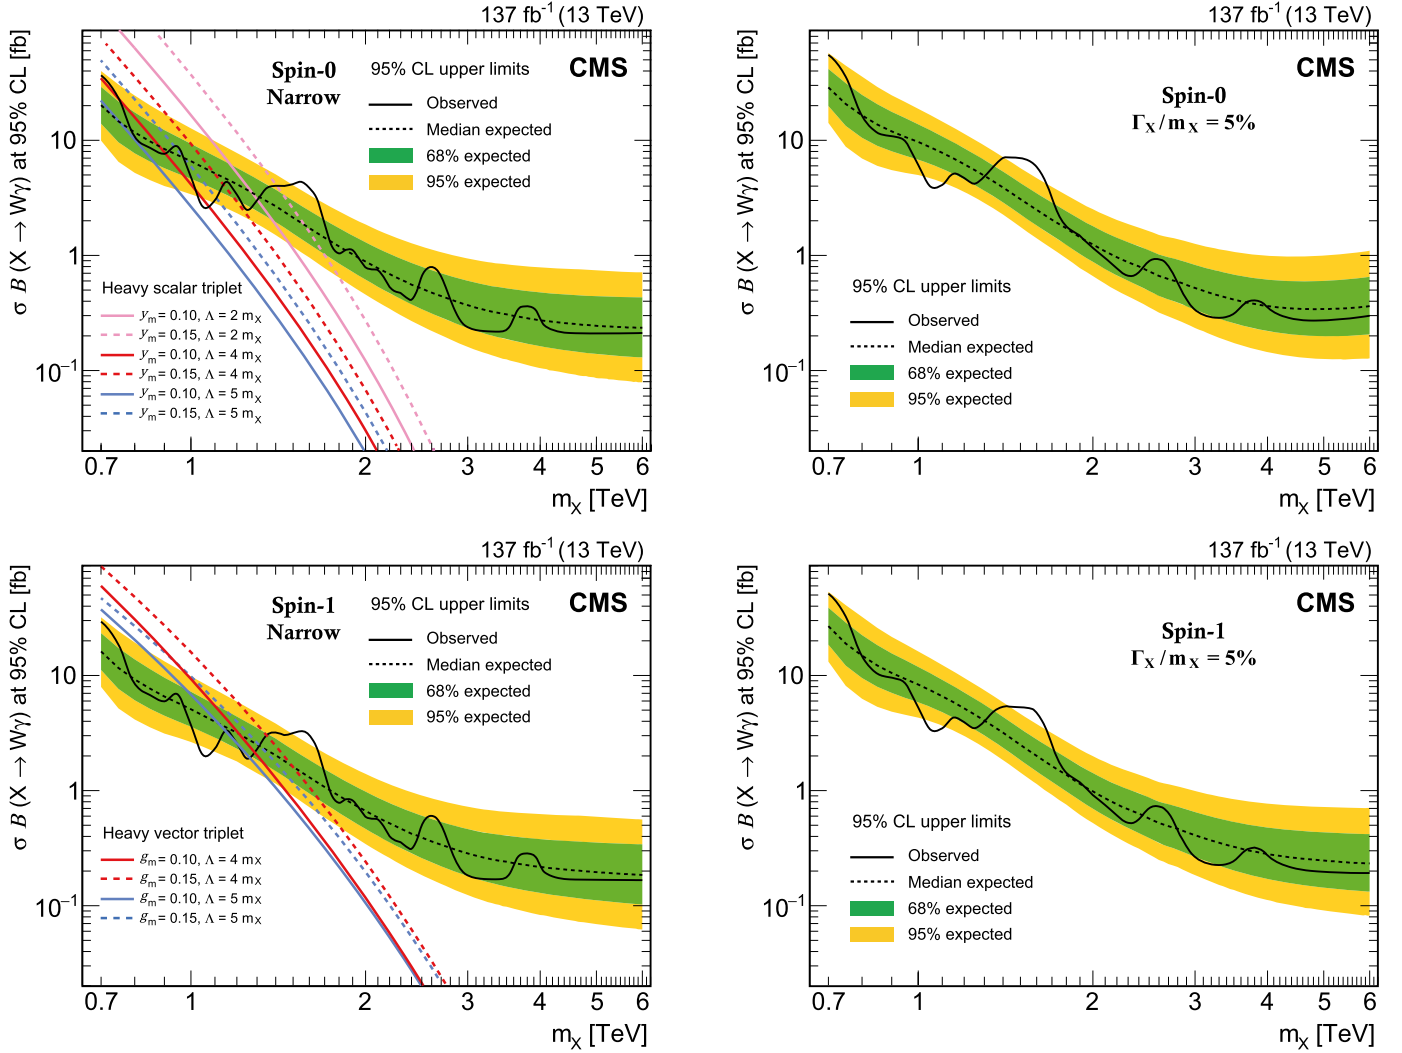 137 fb-1 (13 TeV)
σ B (X → Wγ) at 95% CL [fb]
10
1
10-1
Spin-0
Narrow
95% CL upper limits
CMS
Observed
Median expected
68% expected
95% expected
Heavy scalar triplet
ym = 0.10, Λ = 2 mX
ym = 0.15, Λ = 2 mX
ym = 0.10, Λ = 4 mX
ym = 0.15, Λ = 4 mX
ym = 0.10, Λ = 5 mX
ym = 0.15, Λ = 5 mX
0.7 1 2 3 4 5 6
mX [TeV]
137 fb-1 (13 TeV)
σ B (X → Wγ) at 95% CL [fb]
10
1
10-1
CMS
Spin-0
ΓX/mX = 5%
95% CL upper limits
Observed
Median expected
68% expected
95% expected
0.7 1 2 3 4 5 6
mX [TeV]
137 fb-1 (13 TeV)
σ B (X → Wγ) at 95% CL [fb]
10
1
10-1
Spin-1
Narrow
95% CL upper limits
CMS
Observed
Median expected
68% expected
95% expected
Heavy vector triplet
gm = 0.10, Λ = 4 mX
gm = 0.15, Λ = 4 mX
gm = 0.10, Λ = 5 mX
gm = 0.15, Λ = 5 mX
0.7 1 2 3 4 5 6
mX [TeV]
137 fb-1 (13 TeV)
σ B (X → Wγ) at 95% CL [fb]
10
1
10-1
CMS
Spin-1
ΓX/mX = 5%
95% CL upper limits
Observed
Median expected
68% expected
95% expected
0.7 1 2 3 4 5 6
mX [TeV]